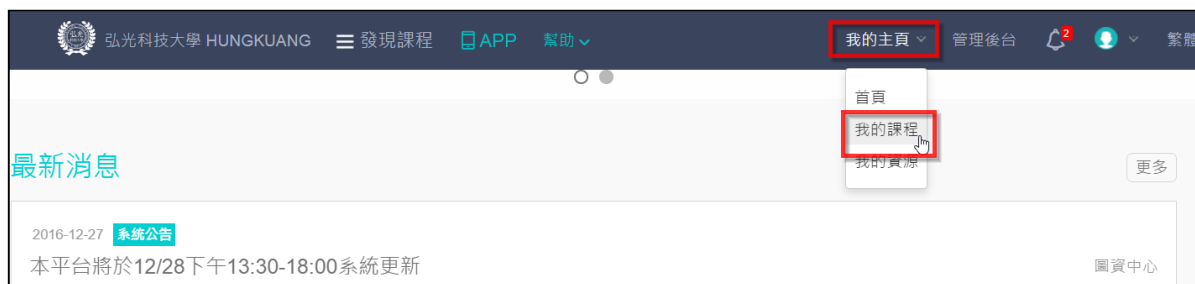 弘光科技大學 HUNGKUANG 發現課程 APP 幫助 我的主頁 管理後台 2 繁體
首頁
我的課程
我的資源
最新消息 更多
2016-12-27 系統公告
本平台將於12/28下午13:30-18:00系統更新 圖資中心